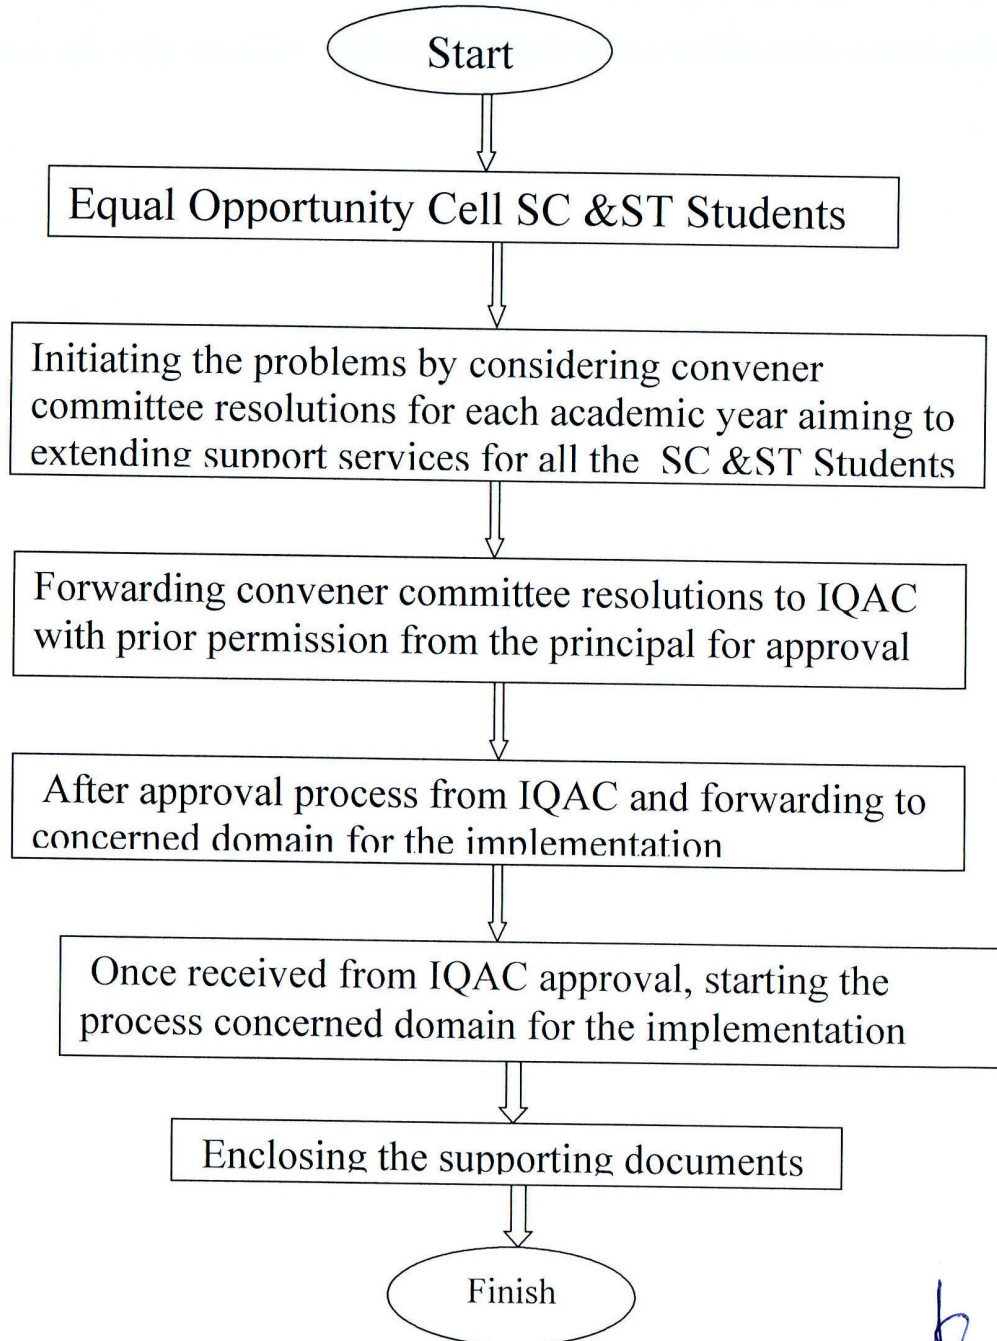 Start
Equal Opportunity Cell SC &ST Students
Initiating the problems by considering convener
committee resolutions for each academic year aiming to
extending support services for all the SC &ST Students
Forwarding convener committee resolutions to IQAC
with prior permission from the principal for approval
After approval process from IQAC and forwarding to
concerned domain for the implementation
Once received from IQAC approval, starting the
process concerned domain for the implementation
Enclosing the supporting documents
Finish